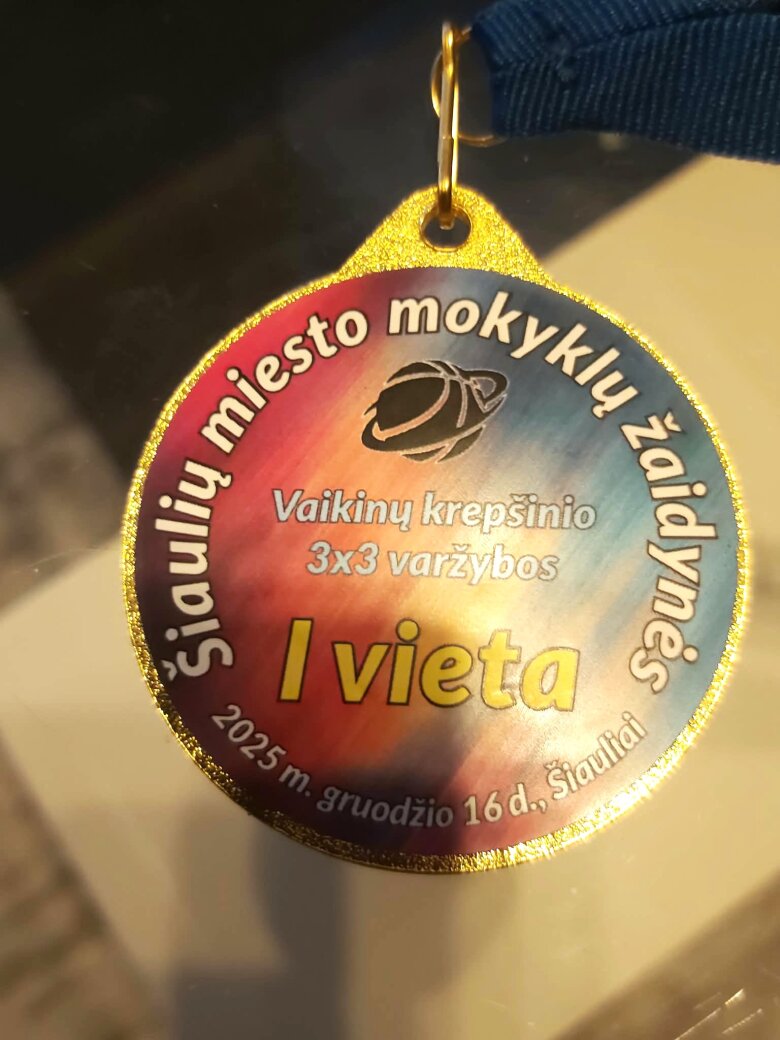 Šiaulių miesto mokyklų žaidynės
Vaikinų krepšinio
3x3 varžybos
I vieta
2025 m. gruodžio 16 d., Šiauliai